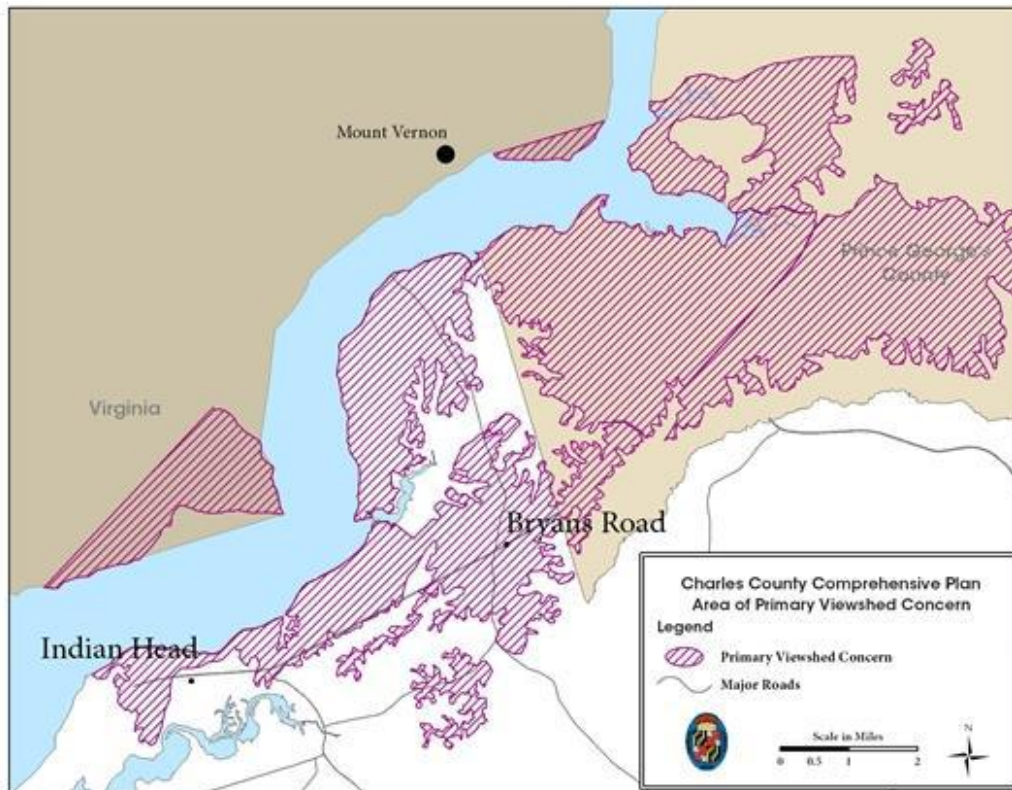 Mount Vernon
Prince George's
County
Virginia
Bryans Road
Indian Head
Charles County Comprehensive Plan
Area of Primary Viewshed Concern
Legend
Primary Viewshed Concern
Major Roads
Scale in Miles
0 0.5 1 2
N